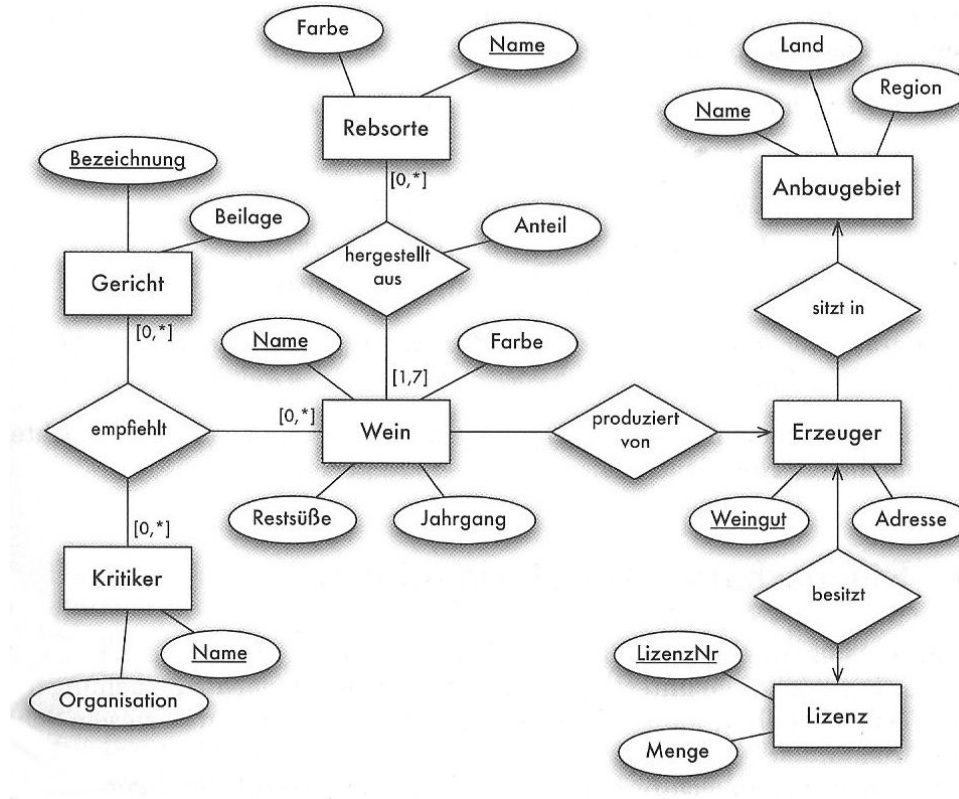 Farbe
Name
Land
Region
Name
Rebsorte
Anbaugebiet
Bezeichnung
[0,*]
Beilage
Anteil
hergestellt
aus
Gericht
sitzt in
[0,*]
Name
Farbe
[1,7]
empfiehlt
[0,*]
Wein
produziert
von
Erzeuger
Restsüße
Jahrgang
Weingut
Adresse
[0,*]
Kritiker
besitzt
Name
LizenzNr
Organisation
Lizenz
Menge